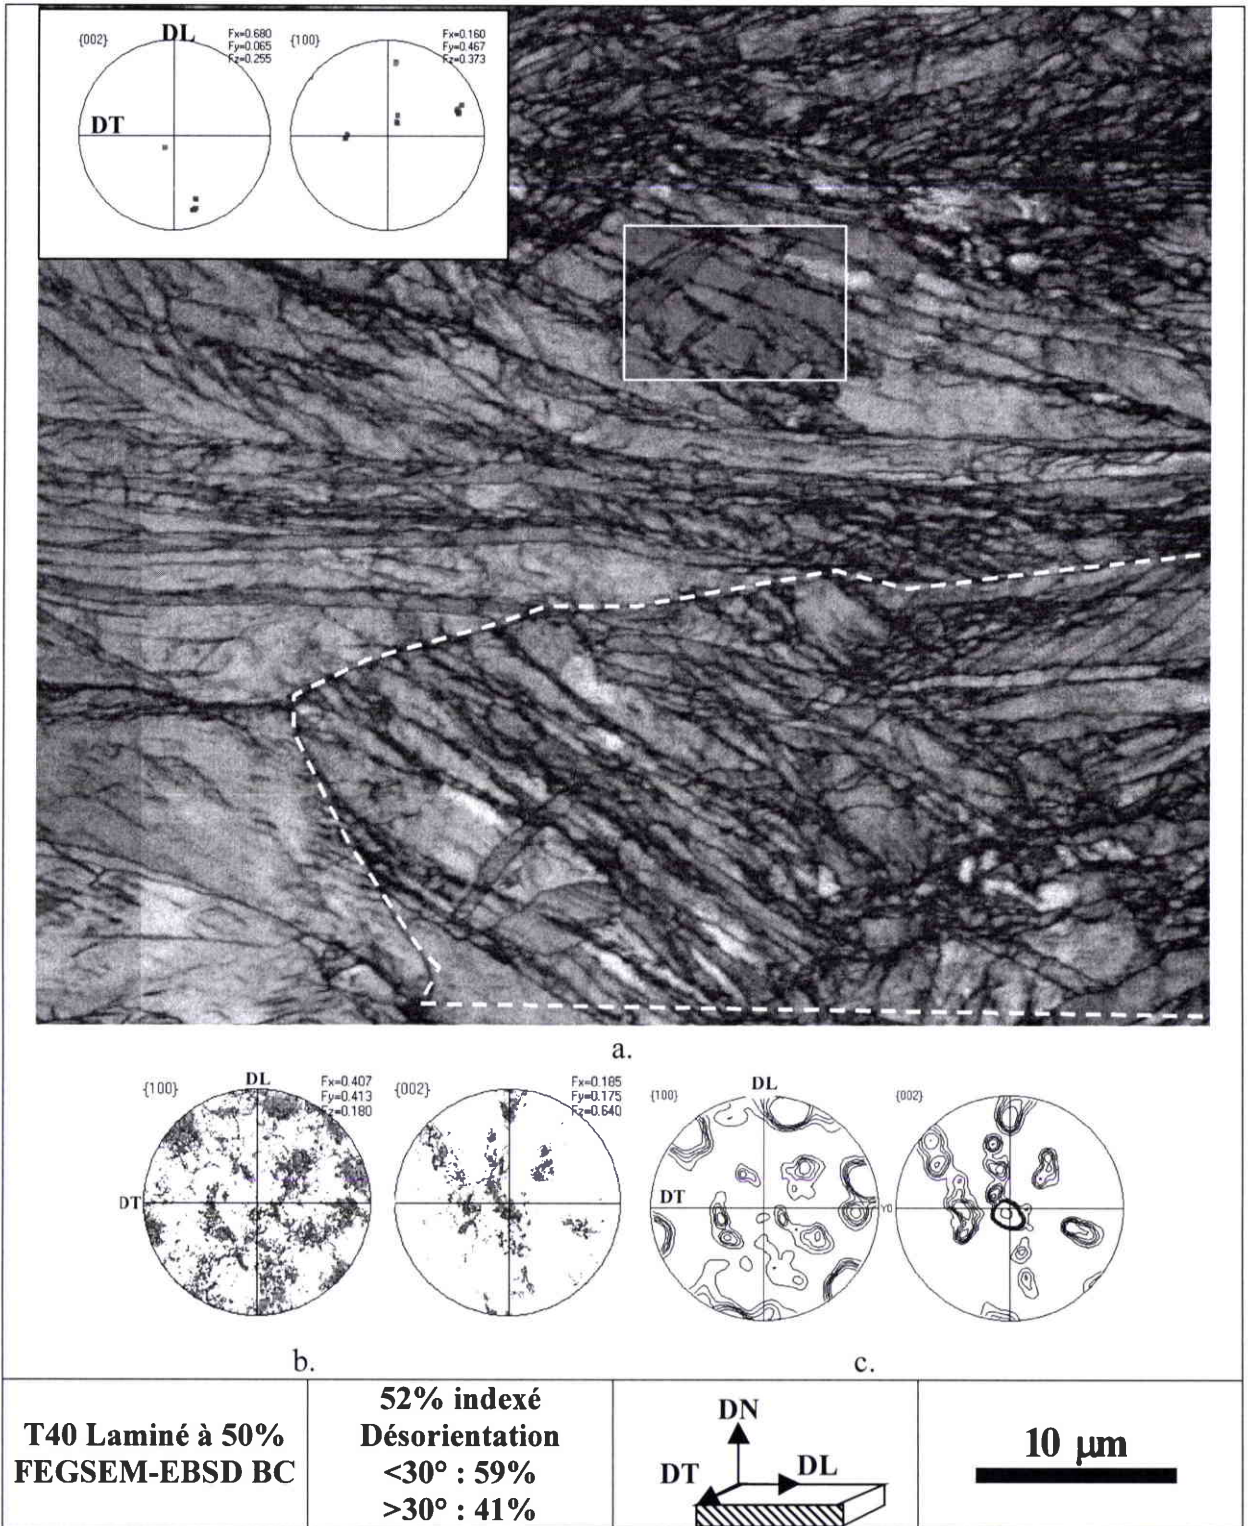 {002}
DL
Fx=0.680
Fy=0.065
Fz=0.255
{100}
Fx=0.160
Fy=0.467
Fz=0.373
DT
a.
{100}
DL
Fx=0.407
Fy=0.413
Fz=0.180
{002}
Fx=0.185
Fy=0.175
Fz=0.640
{100}
DL
{002}
DT
DT
Y0
b.
c.
T40 Laminé à 50%
FEGSEM-EBSD BC
52% indexé
Désorientation
<30° : 59%
>30° : 41%
DN
DT
DL
10 µm